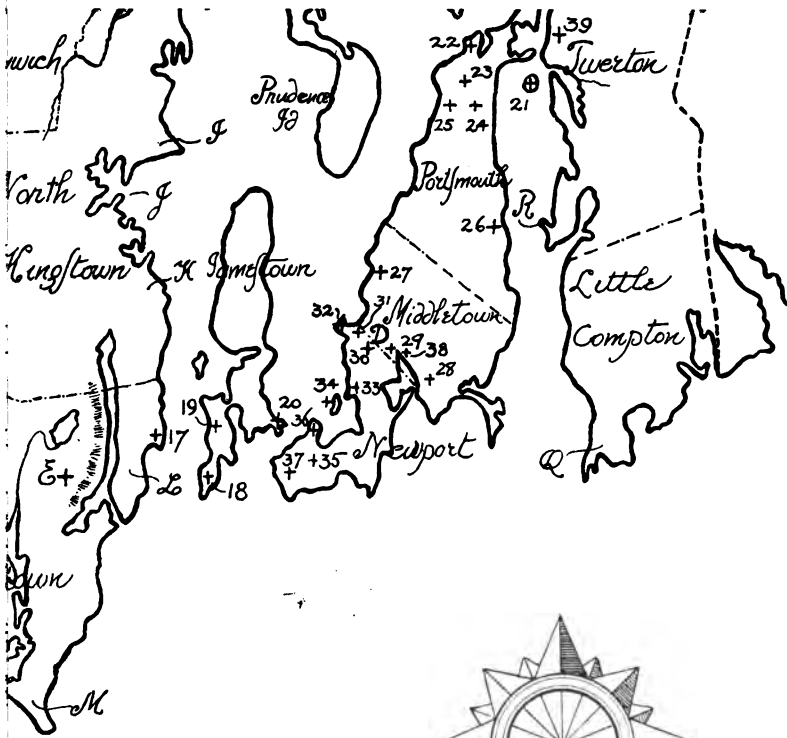 39
22
wich
Tiverton
23
Prudence
Id
21
25 24
I
Portsmouth
North
J
R
26
Kingstown
K
Jamestown
27
Little
31
32
Middletown
D
Compton
30
29
38
28
34
33
19
20
36
17
Newport
Q
E
37
35
L
18
town
M